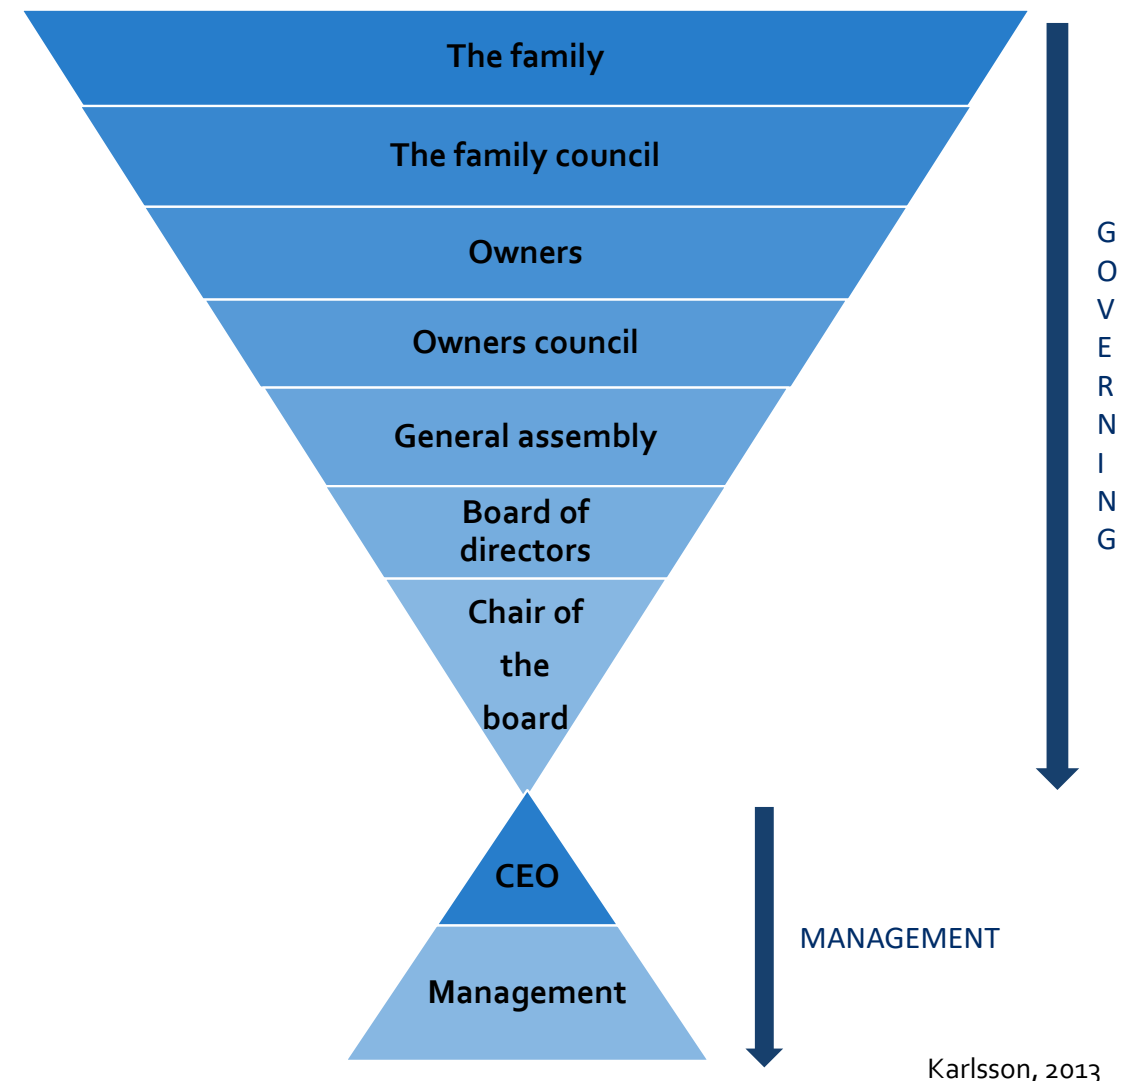 The family
The family council
Owners
Owners council
General assembly
Board of
directors
Chair of
the
board
G
O
V
E
R
N
I
N
G
CEO
MANAGEMENT
Management
Karlsson, 2013